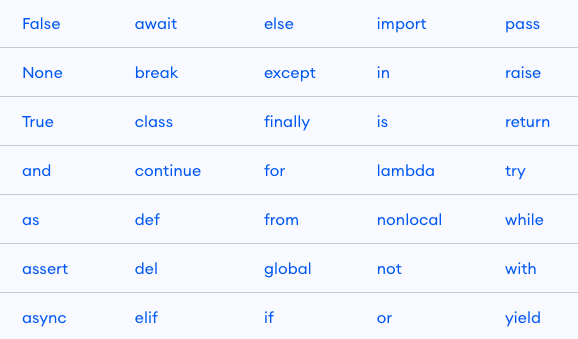 False await else import pass
None break except in raise
True class finally is return
and continue for lambda try
as def from nonlocal while
assert del global not with
async elif if or yield